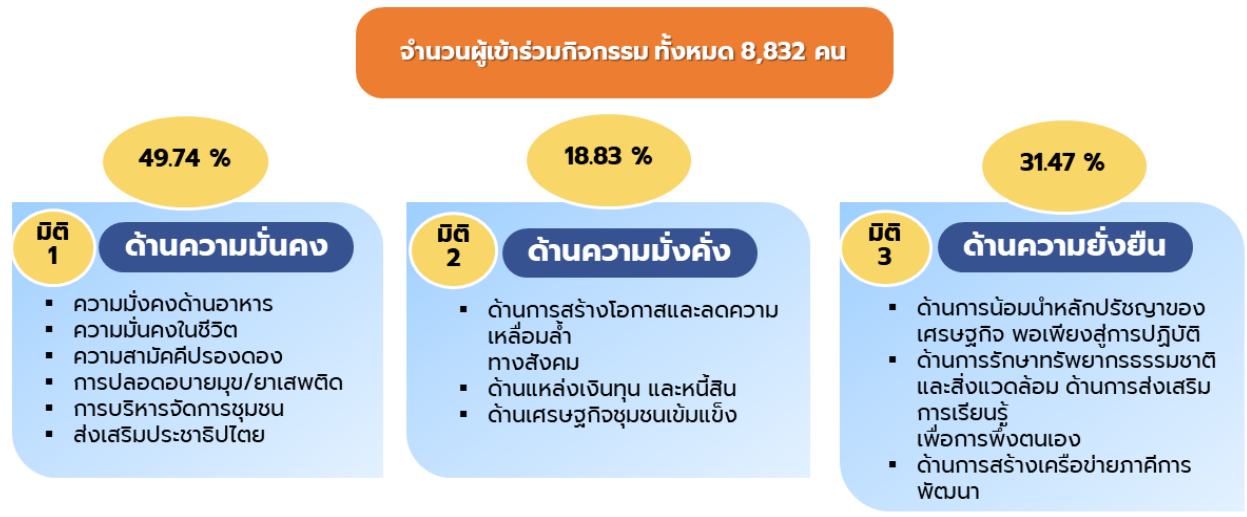 จำนวนผู้เข้าร่วมกิจกรรม ทั้งหมด 8,832 คน
49.74 %
มิติ
1
ด้านความมั่นคง
▪ ความมั่งคงด้านอาหาร
▪ ความมั่นคงในชีวิต
▪ ความสามัคคีปรองดอง
▪ การปลอดอบายมุข/ยาเสพติด
▪ การบริหารจัดการชุมชน
▪ ส่งเสริมประชาธิปไตย
18.83 %
มิติ
2
ด้านความมั่งคั่ง
▪ ด้านการสร้างโอกาสและลดความ
เหลื่อมล้ำ
ทางสังคม
▪ ด้านแหล่งเงินทุน และหนี้สิน
▪ ด้านเศรษฐกิจชุมชนเข้มแข็ง
31.47 %
มิติ
3
ด้านความยั่งยืน
▪ ด้านการน้อมนำหลักปรัชญาของ
เศรษฐกิจ พอเพียงสู่การปฏิบัติ
▪ ด้านการรักษาทรัพยากรธรรมชาติ
และสิ่งแวดล้อม ด้านการส่งเสริม
การเรียนรู้
เพื่อการพึ่งตนเอง
▪ ด้านการสร้างเครือข่ายภาคีการ
พัฒนา